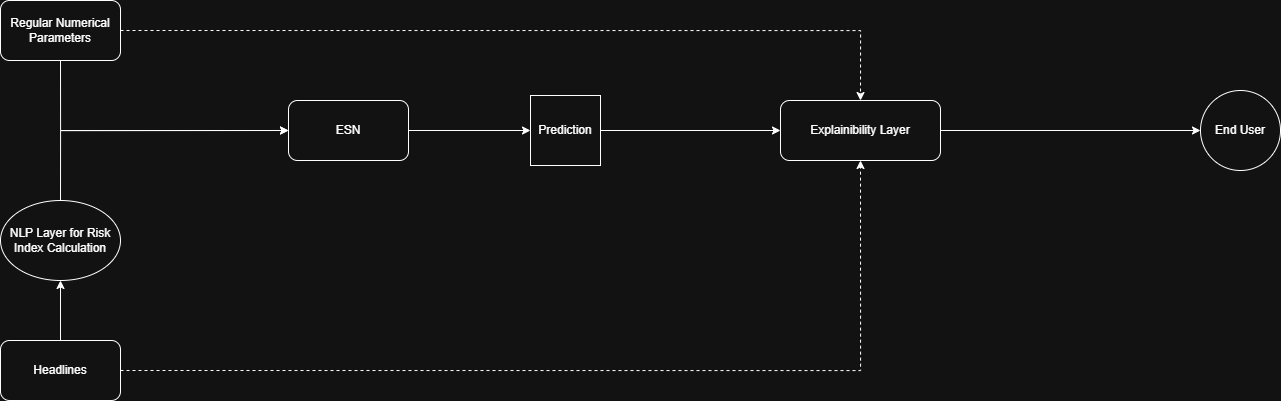 Regular Numerical
Parameters
ESN
Prediction
Explainibility Layer
End User
NLP Layer for Risk
Index Calculation
Headlines